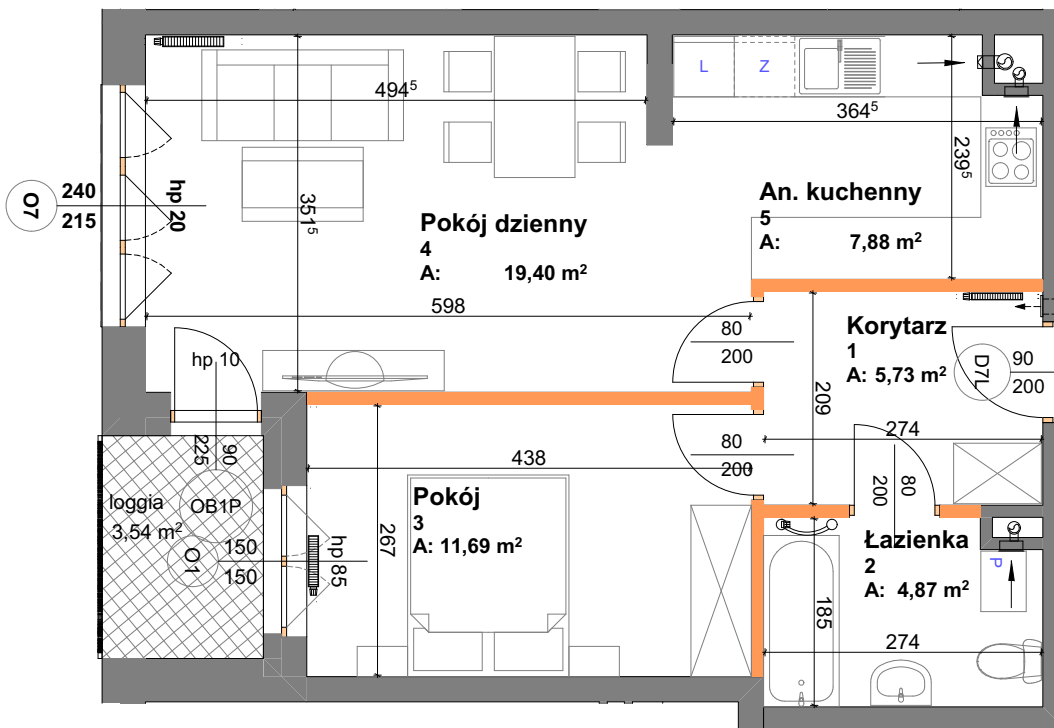 494⁵
L
Z
364⁵
O7
240
215
hp 20
351⁵
239⁵
Pokój dzienny
4
A: 19,40 m²
An. kuchenny
5
A: 7,88 m²
598
80
200
Korytarz
1
A: 5,73 m²
D7L
90
200
hp 10
209
274
90
225
80
200
438
80
200
loggia
3,54 m²
OB1P
Pokój
3
A: 11,69 m²
267
O1
150
150
hp 85
Łazienka
2
A: 4,87 m²
P
185
274